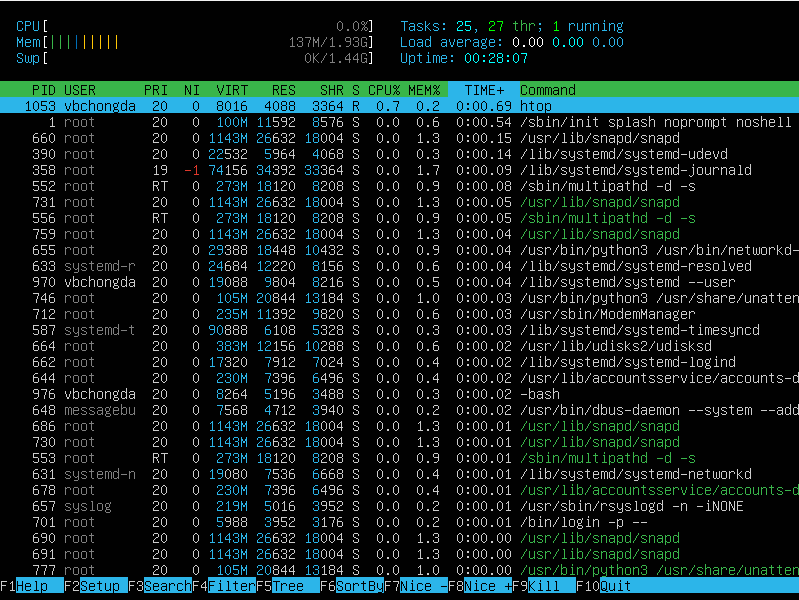 CPU[ 0.0%] Tasks: 25, 27 thr; 1 running
Mem[|||||||||| 137M/1.93G] Load average: 0.00 0.00 0.00
Swp[ 0K/1.44G] Uptime: 00:28:07
PID USER PRI NI VIRT RES SHR S CPU% MEM% TIME+ Command
1053 vbchongda 20 0 8016 4088 3364 R 0.7 0.2 0:00.69 htop
1 root 20 0 100M 11592 8576 S 0.0 0.6 0:00.54 /sbin/init splash noprompt noshell
660 root 20 0 1143M 26632 18004 S 0.0 1.3 0:00.15 /usr/lib/snapd/snapd
390 root 20 0 22532 5964 4068 S 0.0 0.3 0:00.14 /lib/systemd/systemd-udevd
358 root 19 -1 74156 34392 33364 S 0.0 1.7 0:00.09 /lib/systemd/systemd-journald
552 root RT 0 273M 18120 8208 S 0.0 0.9 0:00.08 /sbin/multipathd -d -s
731 root 20 0 1143M 26632 18004 S 0.0 1.3 0:00.05 /usr/lib/snapd/snapd
556 root RT 0 273M 18120 8208 S 0.0 0.9 0:00.05 /sbin/multipathd -d -s
759 root 20 0 1143M 26632 18004 S 0.0 1.3 0:00.04 /usr/lib/snapd/snapd
655 root 20 0 29388 18448 10432 S 0.0 0.9 0:00.04 /usr/bin/python3 /usr/bin/networkd-
633 systemd-r 20 0 24684 12220 8156 S 0.0 0.6 0:00.04 /lib/systemd/systemd-resolved
970 vbchongda 20 0 19088 9804 8216 S 0.0 0.5 0:00.04 /lib/systemd/systemd --user
746 root 20 0 105M 20844 13184 S 0.0 1.0 0:00.03 /usr/bin/python3 /usr/share/unatten
712 root 20 0 235M 11392 9820 S 0.0 0.6 0:00.03 /usr/sbin/ModemManager
587 systemd-t 20 0 90888 6108 5328 S 0.0 0.3 0:00.03 /lib/systemd/systemd-timesyncd
664 root 20 0 383M 12156 10288 S 0.0 0.6 0:00.02 /usr/lib/udisks2/udisksd
662 root 20 0 17320 7912 7024 S 0.0 0.4 0:00.02 /lib/systemd/systemd-logind
644 root 20 0 230M 7396 6496 S 0.0 0.4 0:00.02 /usr/lib/accountsservice/accounts-d
976 vbchongda 20 0 8264 5196 3488 S 0.0 0.3 0:00.02 -bash
648 messagebu 20 0 7568 4712 3940 S 0.0 0.2 0:00.02 /usr/bin/dbus-daemon --system --add
686 root 20 0 1143M 26632 18004 S 0.0 1.3 0:00.01 /usr/lib/snapd/snapd
730 root 20 0 1143M 26632 18004 S 0.0 1.3 0:00.01 /usr/lib/snapd/snapd
553 root RT 0 273M 18120 8208 S 0.0 0.9 0:00.01 /sbin/multipathd -d -s
631 systemd-n 20 0 19080 7536 6668 S 0.0 0.4 0:00.01 /lib/systemd/systemd-networkd
678 root 20 0 230M 7396 6496 S 0.0 0.4 0:00.01 /usr/lib/accountsservice/accounts-d
657 syslog 20 0 219M 5016 3952 S 0.0 0.2 0:00.01 /usr/sbin/rsyslogd -n -iNONE
701 root 20 0 5988 3952 3176 S 0.0 0.2 0:00.01 /bin/login -p --
690 root 20 0 1143M 26632 18004 S 0.0 1.3 0:00.00 /usr/lib/snapd/snapd
691 root 20 0 1143M 26632 18004 S 0.0 1.3 0:00.00 /usr/lib/snapd/snapd
777 root 20 0 105M 20844 13184 S 0.0 1.0 0:00.00 /usr/bin/python3 /usr/share/unatten
F1Help F2Setup F3SearchF4FilterF5Tree F6SortByF7Nice -F8Nice +F9Kill F10Quit